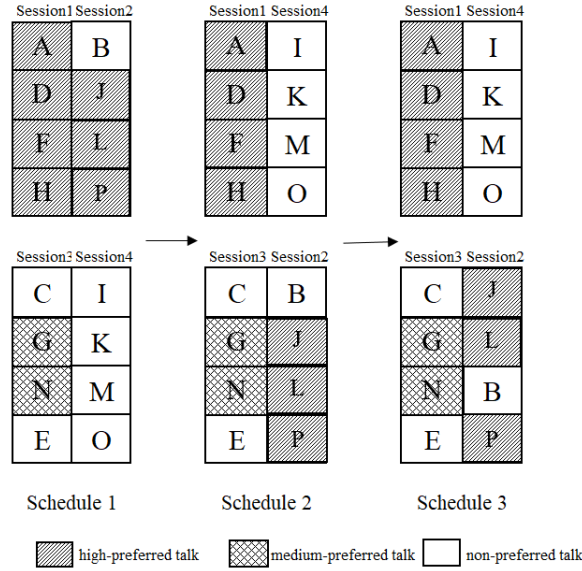 Session1 Session2 Session1 Session4 Session1 Session4
A B A I A I
D J D K D K
F L F M F M
H P H O H O
Session3 Session4 Session3 Session2 Session3 Session2
C I C B C J
G K G J G L
N M N L N B
E O E P E P
Schedule 1 Schedule 2 Schedule 3
high-preferred talk medium-preferred talk non-preferred talk